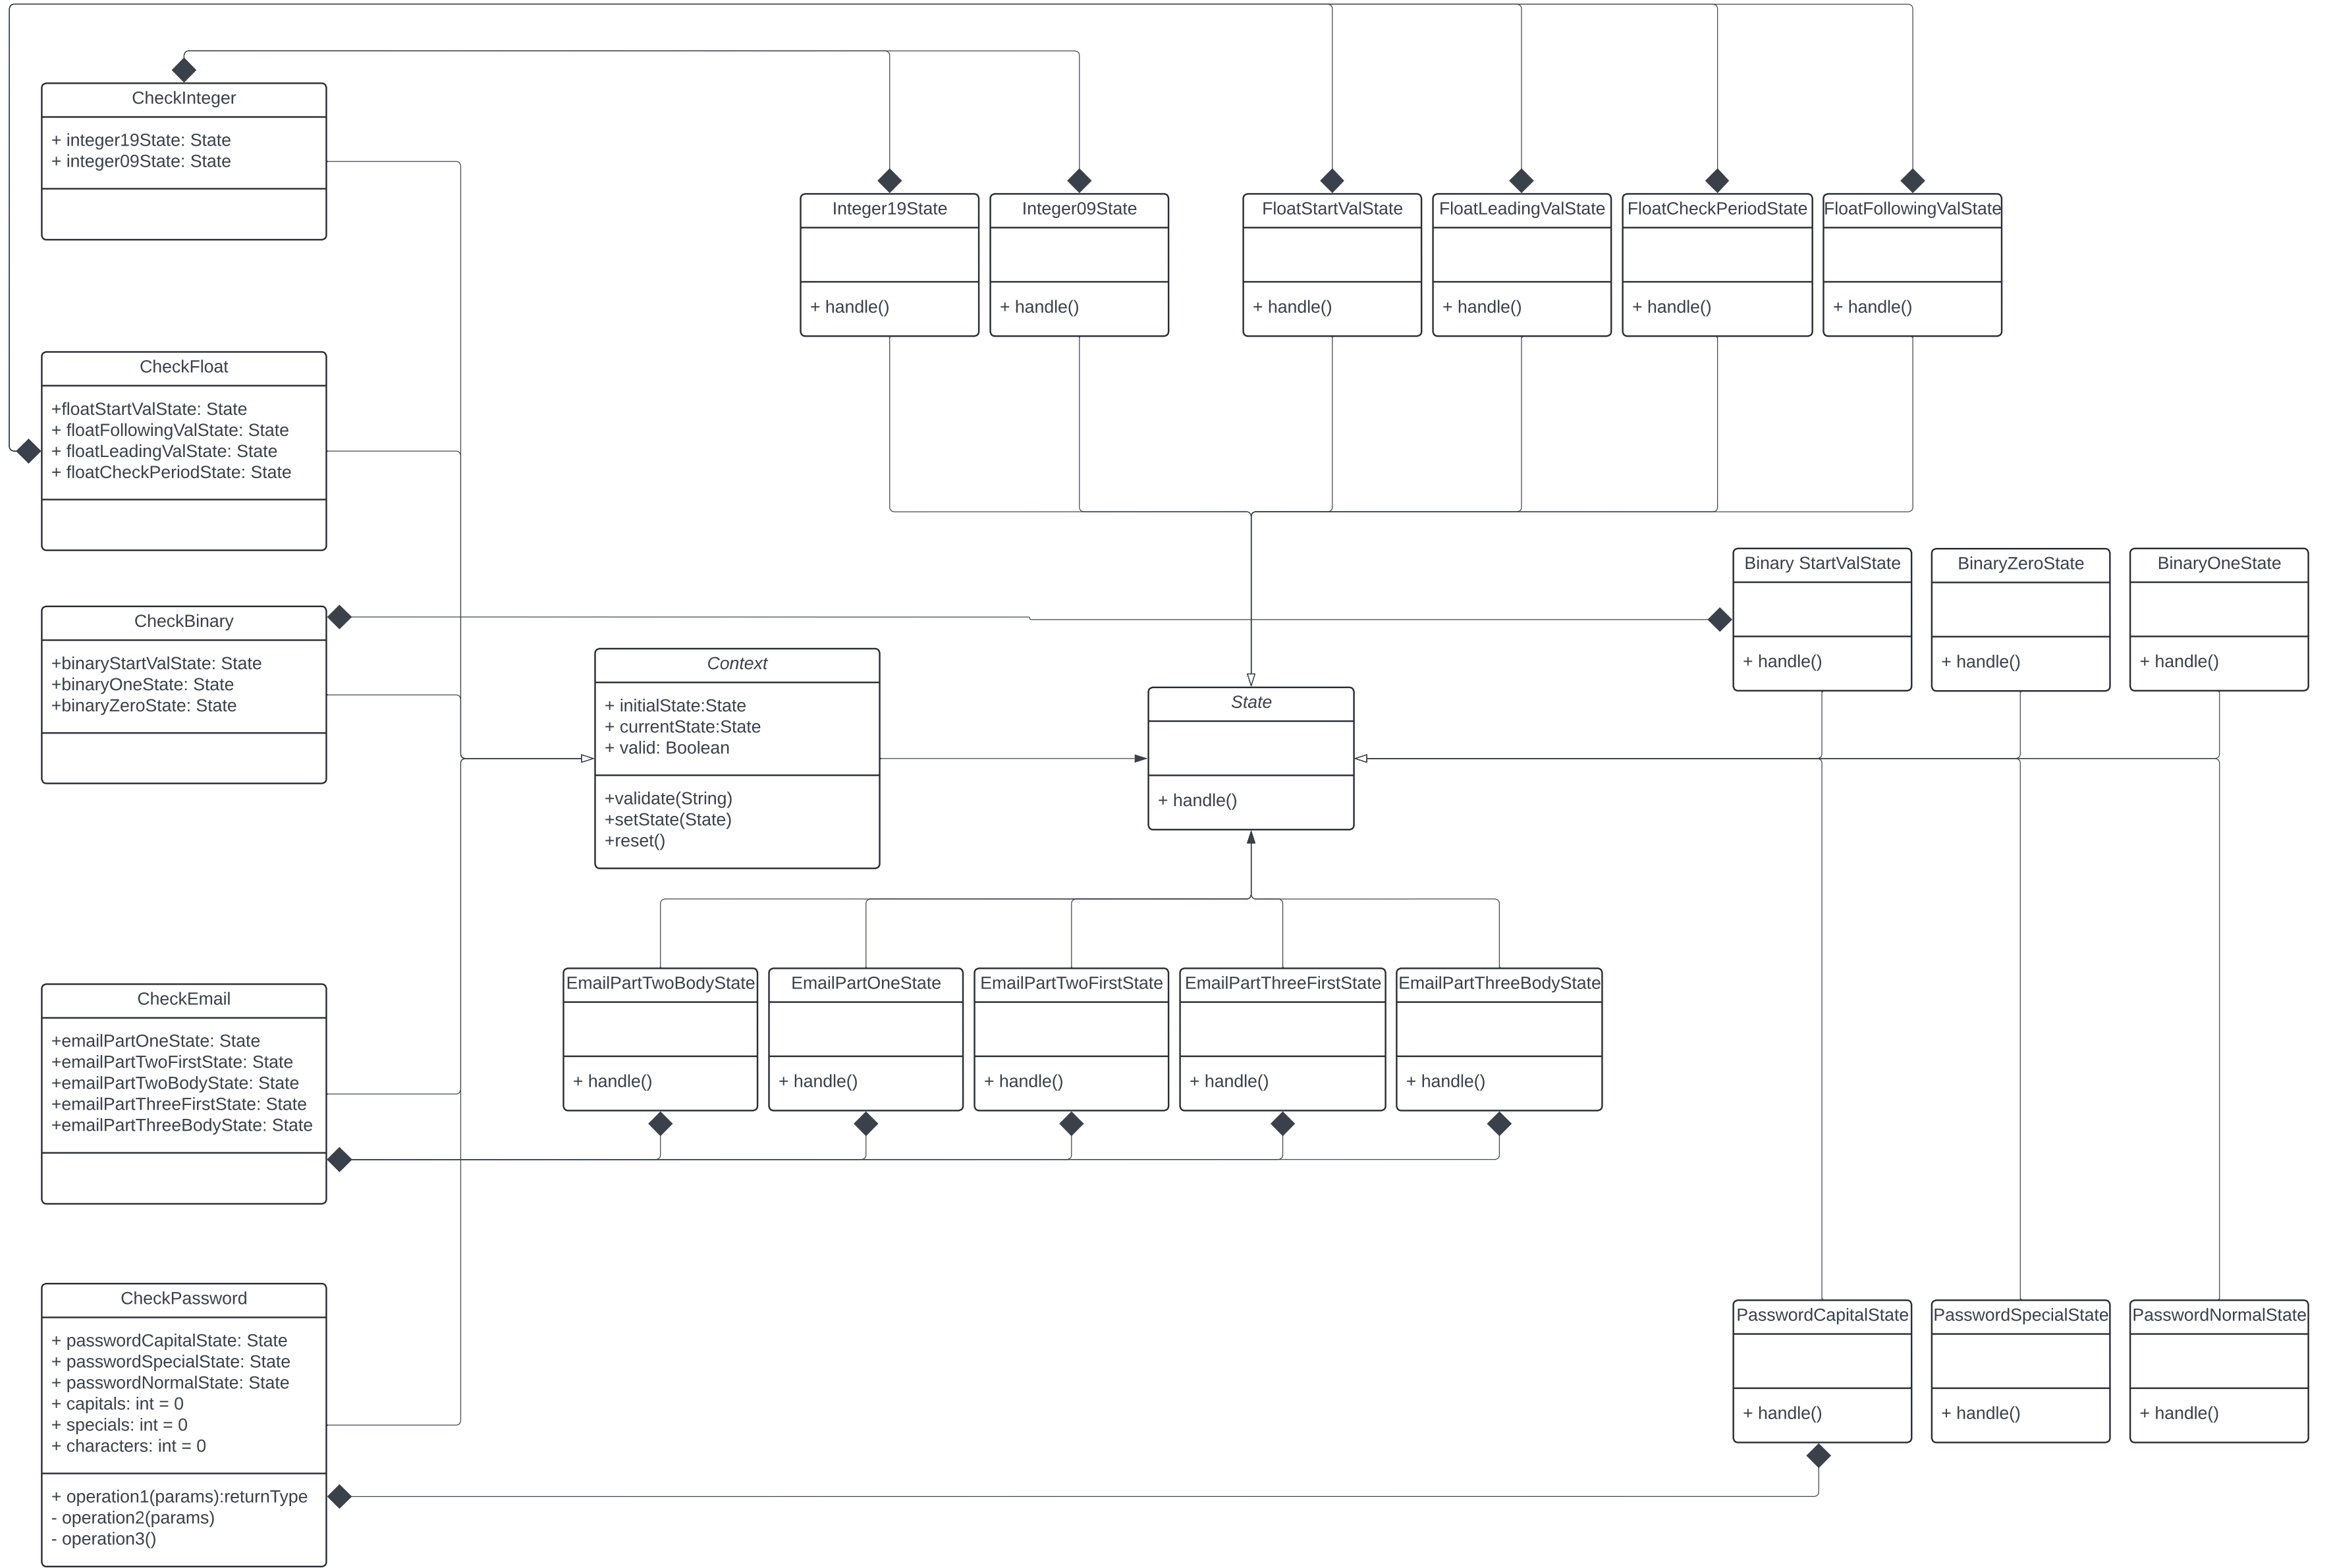 CheckInteger
+ integer19State: State
+ integer09State: State
Integer19State
+ handle()
Integer09State
+ handle()
FloatStartValState
+ handle()
FloatLeadingValState
+ handle()
FloatCheckPeriodState
+ handle()
FloatFollowingValState
+ handle()
CheckFloat
+floatStartValState: State
+ floatFollowingValState: State
+ floatLeadingValState: State
+ floatCheckPeriodState: State
Binary StartValState
+ handle()
BinaryZeroState
+ handle()
BinaryOneState
+ handle()
CheckBinary
+binaryStartValState: State
+binaryOneState: State
+binaryZeroState: State
Context
+ initialState:State
+ currentState:State
+ valid: Boolean
+validate(String)
+setState(State)
+reset()
State
+ handle()
CheckEmail
+emailPartOneState: State
+emailPartTwoFirstState: State
+emailPartTwoBodyState: State
+emailPartThreeFirstState: State
+emailPartThreeBodyState: State
EmailPartTwoBodyState
+ handle()
EmailPartOneState
+ handle()
EmailPartTwoFirstState
+ handle()
EmailPartThreeFirstState
+ handle()
EmailPartThreeBodyState
+ handle()
CheckPassword
+ passwordCapitalState: State
+ passwordSpecialState: State
+ passwordNormalState: State
+ capitals: int = 0
+ specials: int = 0
+ characters: int = 0
+ operation1(params):returnType
- operation2(params)
- operation3()
PasswordCapitalState
+ handle()
PasswordSpecialState
+ handle()
PasswordNormalState
+ handle()